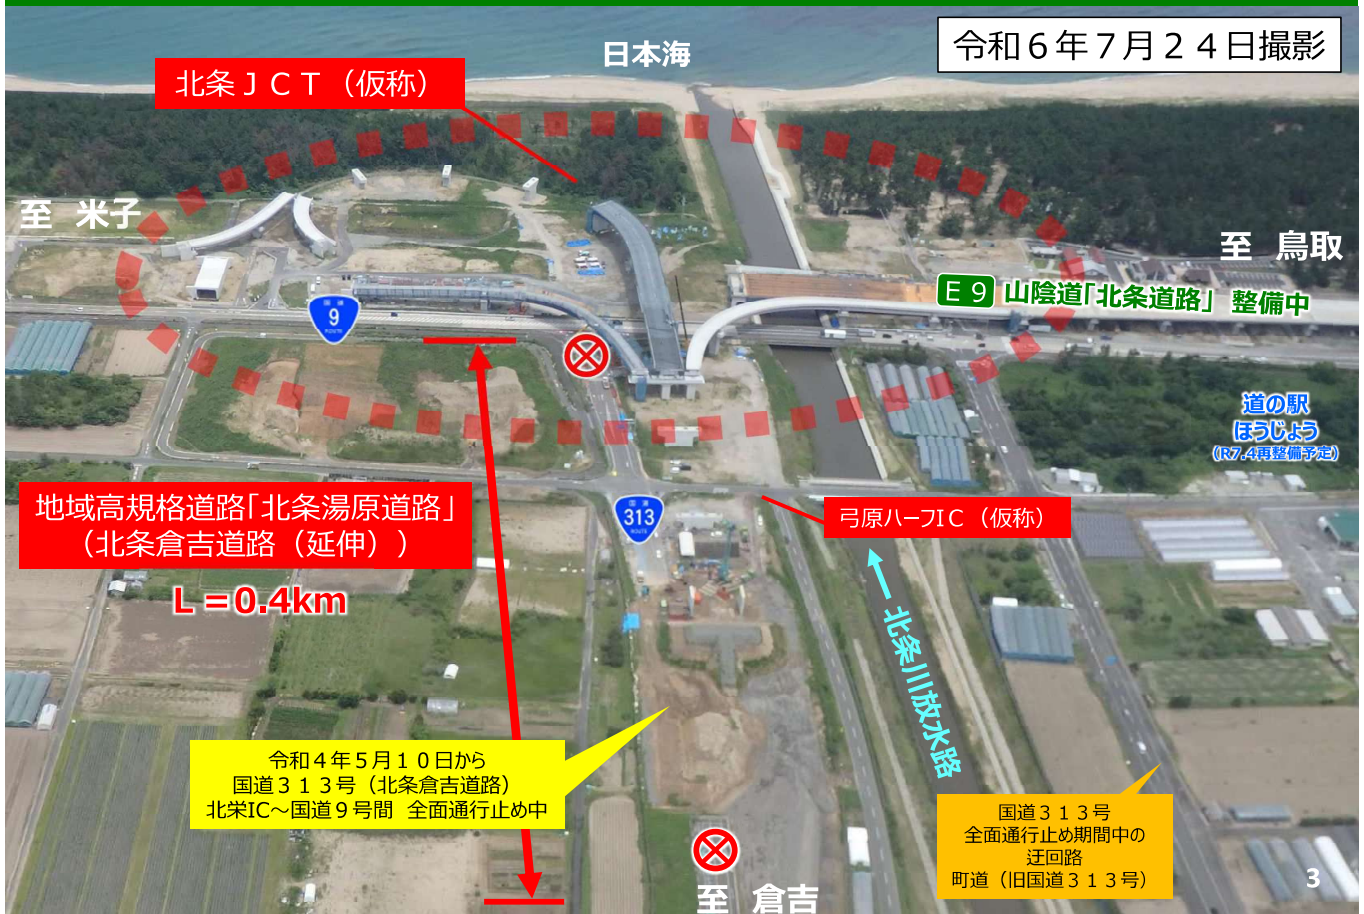 日本海
令和６年７月２４日撮影
北条ＪＣＴ（仮称）
至 米子
至 鳥取
E 9 山陰道「北条道路」 整備中
国道
9
ROUTE
道の駅
ほうじょう
（R7.4再整備予定）
地域高規格道路「北条湯原道路」
（北条倉吉道路（延伸））
L＝0.4km
国道
313
ROUTE
弓原ハーフIC（仮称）
←北条川放水路
令和４年５月１０日から
国道３１３号（北条倉吉道路）
北栄IC～国道９号間 全面通行止め中
国道３１３号
全面通行止め期間中の
迂回路
町道（旧国道３１３号）
至 倉吉
3